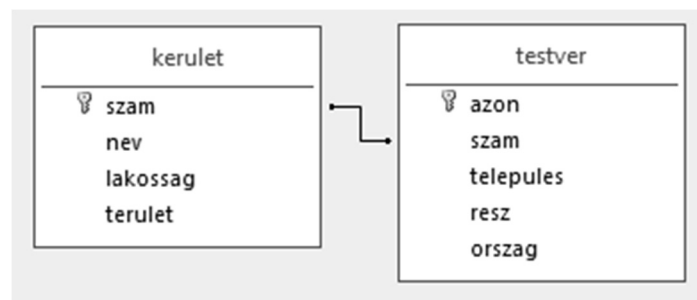 kerulet
szam
nev
lakossag
terulet
testver
azon
szam
telepules
resz
orszag